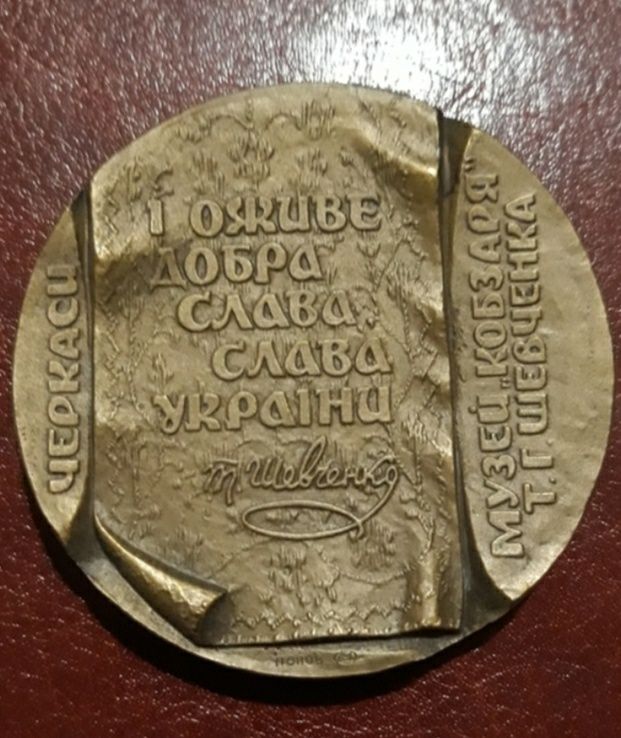 ЧЕРКАСИ
І ОЖИВЕ
ДОБРА
СЛАВА,
СЛАВА
УКРАЇНИ
Т. Шевченко
МУЗЕЙ „КОБЗАРЯ"
Т. Г. ШЕВЧЕНКА